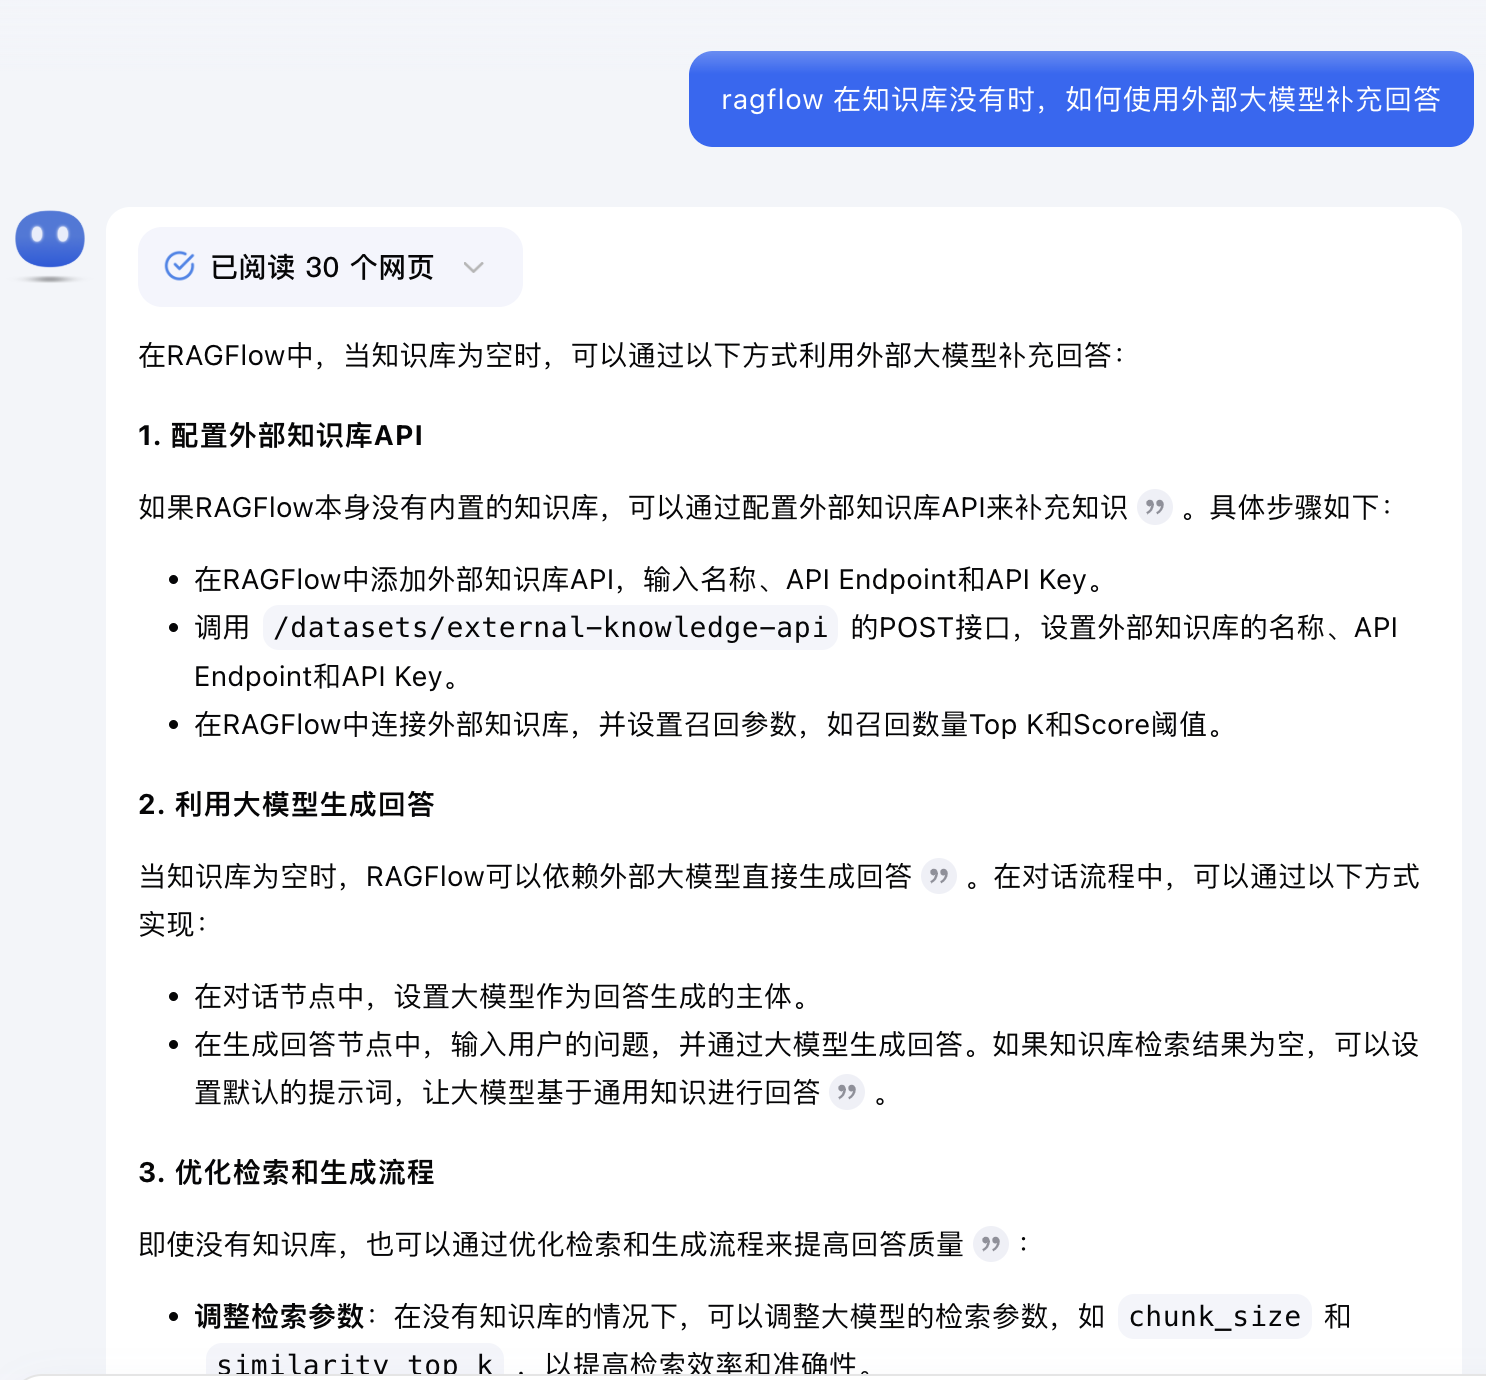 ragflow 在知识库没有时，如何使用外部大模型补充回答
已阅读 30 个网页
在RAGFlow中，当知识库为空时，可以通过以下方式利用外部大模型补充回答：
1. 配置外部知识库API
如果RAGFlow本身没有内置的知识库，可以通过配置外部知识库API来补充知识 ” 。具体步骤如下：
• 在RAGFlow中添加外部知识库API，输入名称、API Endpoint和API Key。
• 调用 /datasets/external-knowledge-api 的POST接口，设置外部知识库的名称、API
Endpoint和API Key。
• 在RAGFlow中连接外部知识库，并设置召回参数，如召回数量Top K和Score阈值。
2. 利用大模型生成回答
当知识库为空时，RAGFlow可以依赖外部大模型直接生成回答 ” 。在对话流程中，可以通过以下方式
实现：
• 在对话节点中，设置大模型作为回答生成的主体。
• 在生成回答节点中，输入用户的问题，并通过大模型生成回答。如果知识库检索结果为空，可以设
置默认的提示词，让大模型基于通用知识进行回答 ” 。
3. 优化检索和生成流程
即使没有知识库，也可以通过优化检索和生成流程来提高回答质量 ” ：
• 调整检索参数：在没有知识库的情况下，可以调整大模型的检索参数，如 chunk_size 和
similarity_top_k ，以提高检索效率和准确性。